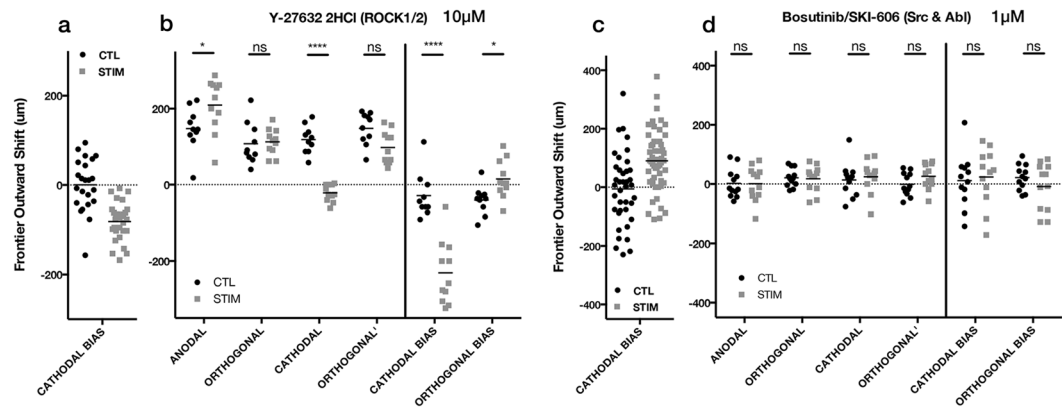 a
CTL
STIM
Frontier Outward Shift (um)
200
0
-200
CATHODAL BIAS
b
Y-27632 2HCl (ROCK1/2) 10µM
* ns **** ns **** *
200
0
-200
CTL
STIM
ANODAL
ORTHOGONAL
CATHODAL
ORTHOGONAL'
CATHODAL BIAS
ORTHOGONAL BIAS
c
Frontier Outward Shift (um)
400
200
0
-200
-400
CTL
STIM
CATHODAL BIAS
d
Bosutinib/SKI-606 (Src & Abl) 1µM
ns ns ns ns ns ns
400
200
0
-200
-400
CTL
STIM
ANODAL
ORTHOGONAL
CATHODAL
ORTHOGONAL'
CATHODAL BIAS
ORTHOGONAL BIAS